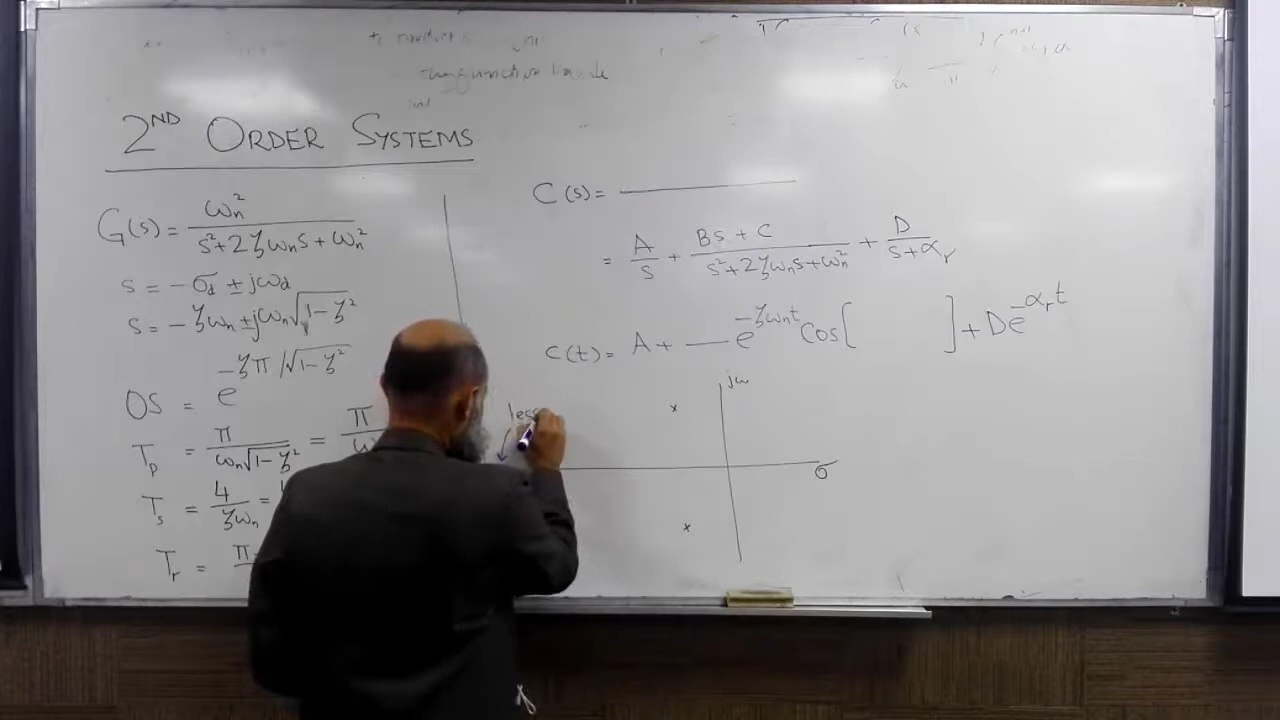 2ND ORDER SYSTEMS
G(s) = ωn² / (s² + 2ζωns + ωn²)
s = -σd ± jωd
s = -ζωn ± jωn√(1-ζ²)
OS = e^(-ζπ/√(1-ζ²))
Tp = π / (ωn√(1-ζ²)) = π
Ts = 4 / (ζωn) =
Tr = π
C(s) =
= A/s + (Bs + C) / (s² + 2ζωns + ωn²) + D / (s + αr)
c(t) = A + __ e^(-ζωnt) Cos[ ] + De^(-αrt)
jω
less
σ